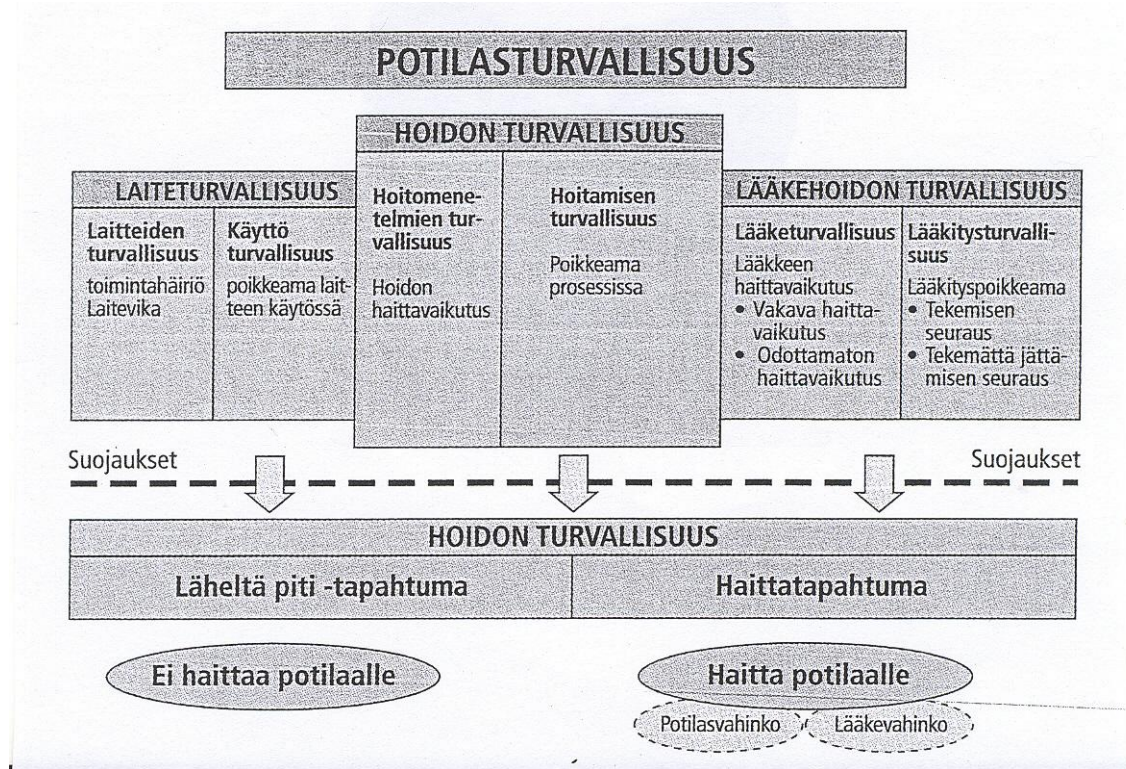 POTILASTURVALLISUUS
HOIDON TURVALLISUUS
Hoitomene-
telmien tur-
vallisuus
Hoidon
haittavaikutus
Hoitamisen
turvallisuus
Poikkeama
prosessissa
LAITETURVALLISUUS
Laitteiden
turvallisuus
toimintahäiriö
Laitevika
Käyttö
turvallisuus
poikkeama lait-
teen käytössä
LÄÄKEHOIDON TURVALLISUUS
Lääketurvallisuus
Lääkkeen
haittavaikutus
• Vakava haitta-
vaikutus
• Odottamaton
haittavaikutus
Lääkitysturvalli-
suus
Lääkityspoikkeama
• Tekemisen
seuraus
• Tekemättä jättä-
misen seuraus
Suojaukset
Suojaukset
HOIDON TURVALLISUUS
Läheltä piti -tapahtuma
Haittatapahtuma
Ei haittaa potilaalle
Haitta potilaalle
Potilasvahinko
Lääkevahinko